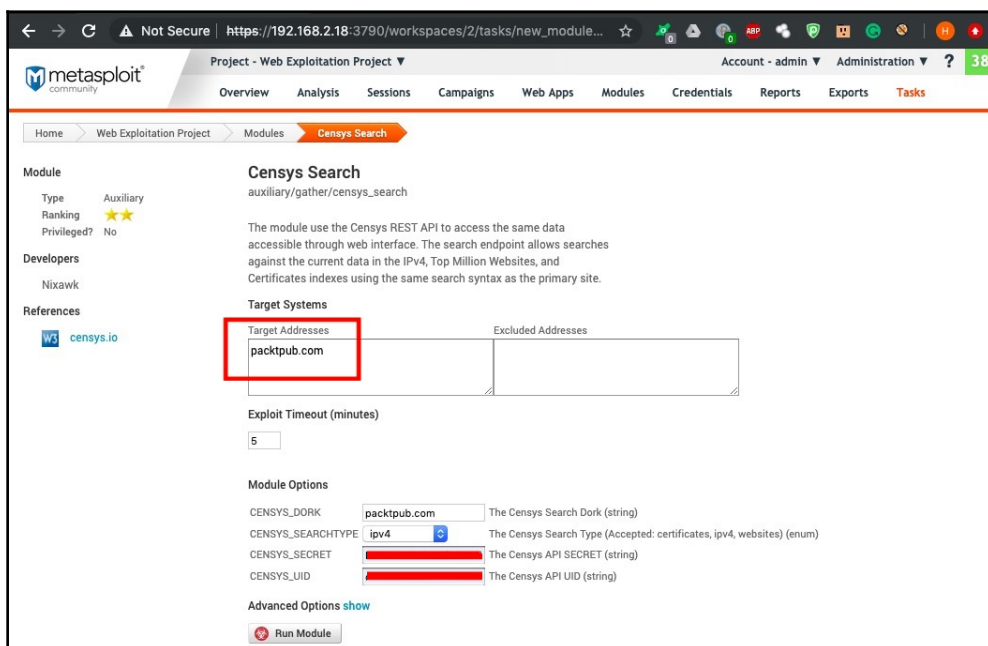 Not Secure | https://192.168.2.18:3790/workspaces/2/tasks/new_module...
0
0
ABP
H
metasploit®
community
Project - Web Exploitation Project ▼
Account - admin ▼ Administration ▼ ? 38
Overview Analysis Sessions Campaigns Web Apps Modules Credentials Reports Exports Tasks
Home Web Exploitation Project Modules Censys Search
Module
Type Auxiliary
Ranking
Privileged? No
Developers
Nixawk
References
W3 censys.io
Censys Search
auxiliary/gather/censys_search
The module use the Censys REST API to access the same data
accessible through web interface. The search endpoint allows searches
against the current data in the IPv4, Top Million Websites, and
Certificates indexes using the same search syntax as the primary site.
Target Systems
Target Addresses Excluded Addresses
packtpub.com
Exploit Timeout (minutes)
5
Module Options
CENSYS_DORK packtpub.com The Censys Search Dork (string)
CENSYS_SEARCHTYPE ipv4 The Censys Search Type (Accepted: certificates, ipv4, websites) (enum)
CENSYS_SECRET The Censys API SECRET (string)
CENSYS_UID The Censys API UID (string)
Advanced Options show
Run Module